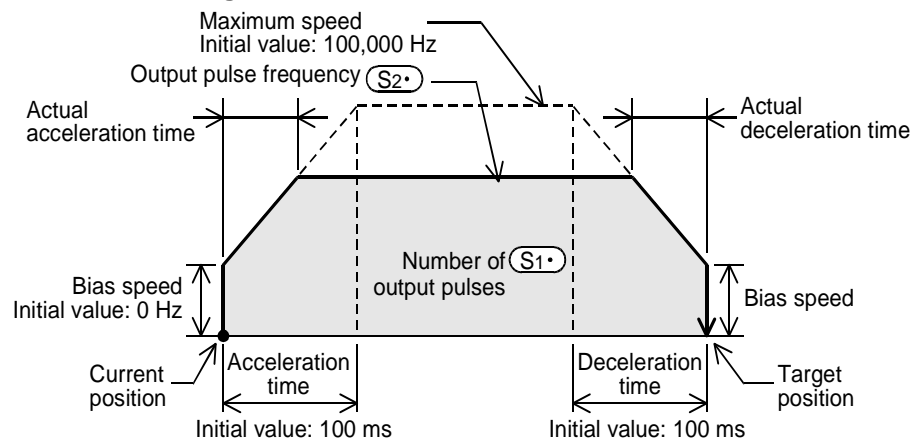 Maximum speed
Initial value: 100,000 Hz
Output pulse frequency S2•
Actual
acceleration time
Actual
deceleration time
Number of S1•
output pulses
Bias speed
Initial value: 0 Hz
Bias speed
Current
position
Acceleration
time
Deceleration
time
Target
position
Initial value: 100 ms
Initial value: 100 ms